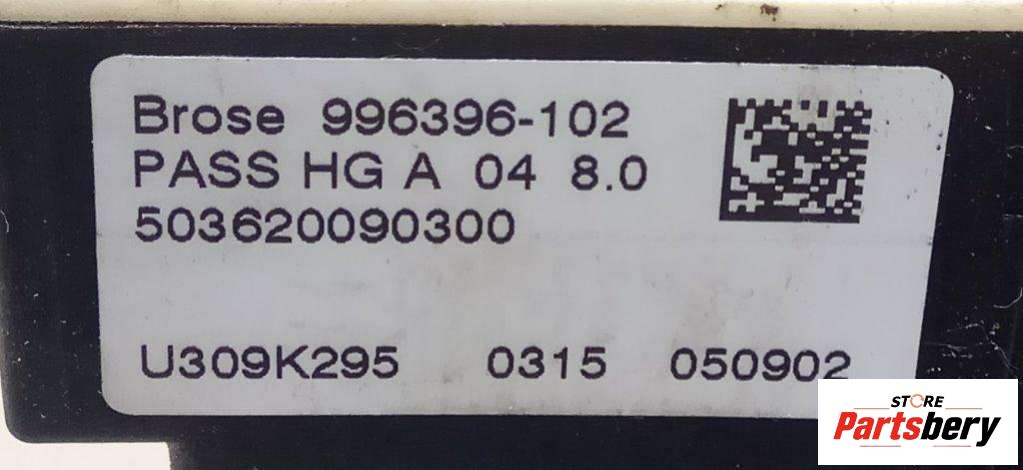 Brose 996396-102
PASS HG A 04 8.0
503620090300
U309K295 0315 050902
STORE
Partsbery